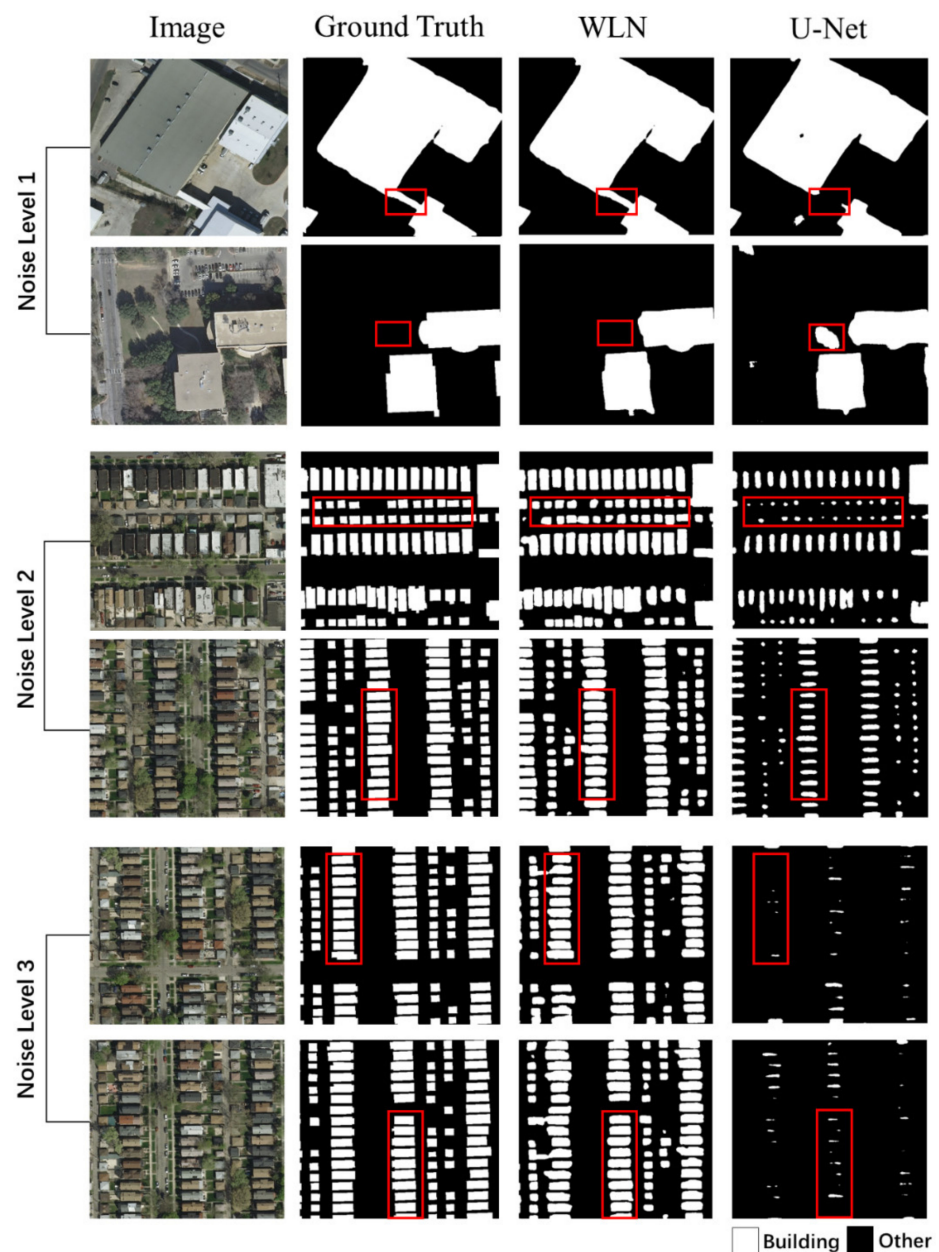 Image Ground Truth WLN U-Net
Noise Level 1
Noise Level 2
Noise Level 3
Building Other